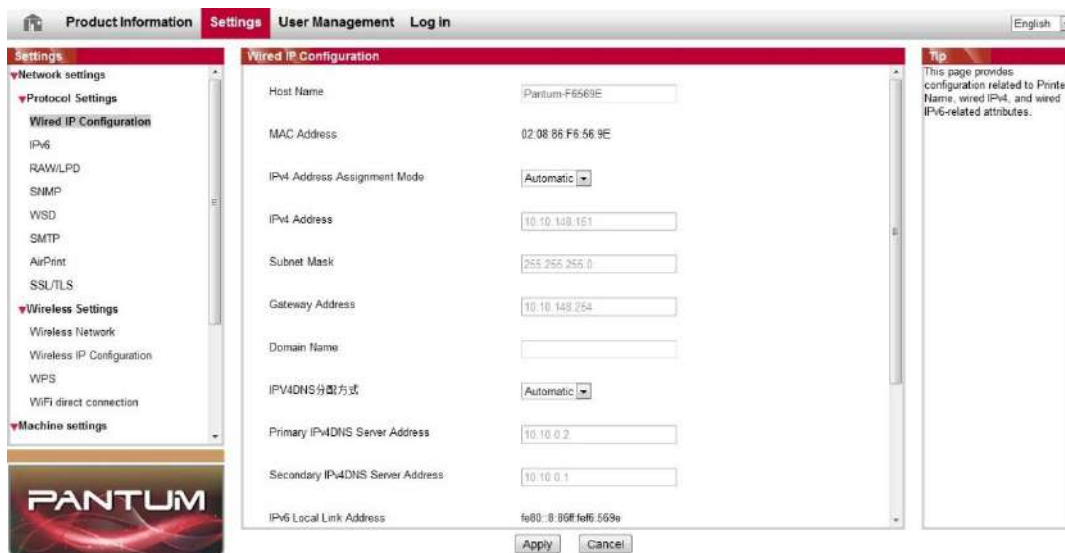 Product Information Settings User Management Log in
English
Settings
Network settings
Protocol Settings
Wired IP Configuration
IPv6
RAW/LPD
SNMP
WSD
SMTP
AirPrint
SSL/TLS
Wireless Settings
Wireless Network
Wireless IP Configuration
WPS
WiFi direct connection
Machine settings
PANTUM
Wired IP Configuration
Host Name Pantum-F6569E
MAC Address 02:08:86:F6:56:9E
IPv4 Address Assignment Mode Automatic
IPv4 Address 10.10.148.151
Subnet Mask 255.255.255.0
Gateway Address 10.10.148.254
Domain Name
IPV4DNS分配方式 Automatic
Primary IPv4DNS Server Address 10.10.0.2
Secondary IPv4DNS Server Address 10.10.0.1
IPv6 Local Link Address fe80::8:86ff:fef6:569e
Apply Cancel
Tip
This page provides
configuration related to Printe
Name, wired IPv4, and wired
IPv6-related attributes.